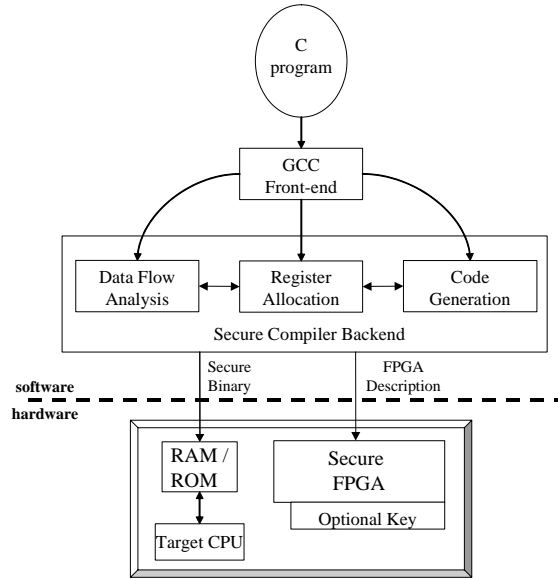 C
program
GCC
Front-end
Data Flow
Analysis
Register
Allocation
Code
Generation
Secure Compiler Backend
Secure
Binary
FPGA
Description
software
hardware
RAM /
ROM
Secure
FPGA
Optional Key
Target CPU